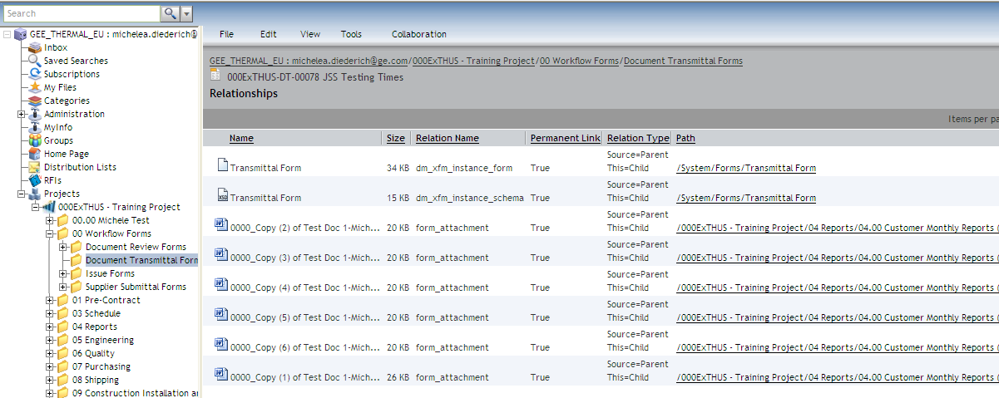 Search
GEE_THERMAL_EU : michelea.diederich@
Inbox
Saved Searches
Subscriptions
My Files
Categories
Administration
MyInfo
Groups
Home Page
Distribution Lists
RFIs
Projects
000ExTHUS - Training Project
00.00 Michele Test
00 Workflow Forms
Document Review Forms
Document Transmittal Form
Issue Forms
Supplier Submittal Forms
01 Pre-Contract
03 Schedule
04 Reports
05 Engineering
06 Quality
07 Purchasing
08 Shipping
09 Construction Installation an
File Edit View Tools Collaboration
GEE_THERMAL_EU : michelea.diederich@ge.com/000ExTHUS - Training Project/00 Workflow Forms/Document Transmittal Forms
000ExTHUS-DT-00078 JSS Testing Times
Relationships
Items per pa
Name Size Relation Name Permanent Link Relation Type Path
Source=Parent
Transmittal Form 34 KB dm_xfm_instance_form True This=Child /System/Forms/Transmittal Form
Source=Parent
XSD Transmittal Form 15 KB dm_xfm_instance_schema True This=Child /System/Forms/Transmittal Form
Source=Parent
0000_Copy (2) of Test Doc 1-Mich... 20 KB form_attachment True This=Child /000ExTHUS - Training Project/04 Reports/04.00 Customer Monthly Reports (
Source=Parent
0000_Copy (3) of Test Doc 1-Mich... 20 KB form_attachment True This=Child /000ExTHUS - Training Project/04 Reports/04.00 Customer Monthly Reports (
Source=Parent
0000_Copy (4) of Test Doc 1-Mich... 20 KB form_attachment True This=Child /000ExTHUS - Training Project/04 Reports/04.00 Customer Monthly Reports (
Source=Parent
0000_Copy (5) of Test Doc 1-Mich... 20 KB form_attachment True This=Child /000ExTHUS - Training Project/04 Reports/04.00 Customer Monthly Reports (
Source=Parent
0000_Copy (6) of Test Doc 1-Mich... 20 KB form_attachment True This=Child /000ExTHUS - Training Project/04 Reports/04.00 Customer Monthly Reports (
Source=Parent
0000_Copy (1) of Test Doc 1-Mich... 26 KB form_attachment True This=Child /000ExTHUS - Training Project/04 Reports/04.00 Customer Monthly Reports (